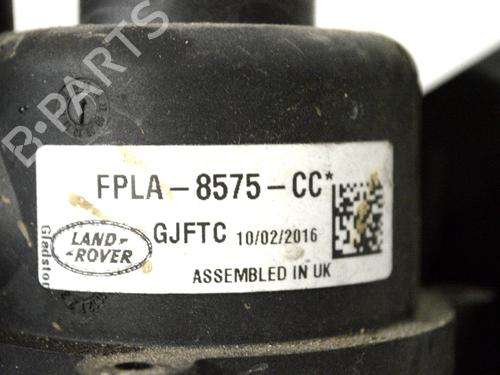 B-PARTS
FPLA-8575-CC*
LAND-
ROVER
GJFTC 10/02/2016
ASSEMBLED IN UK